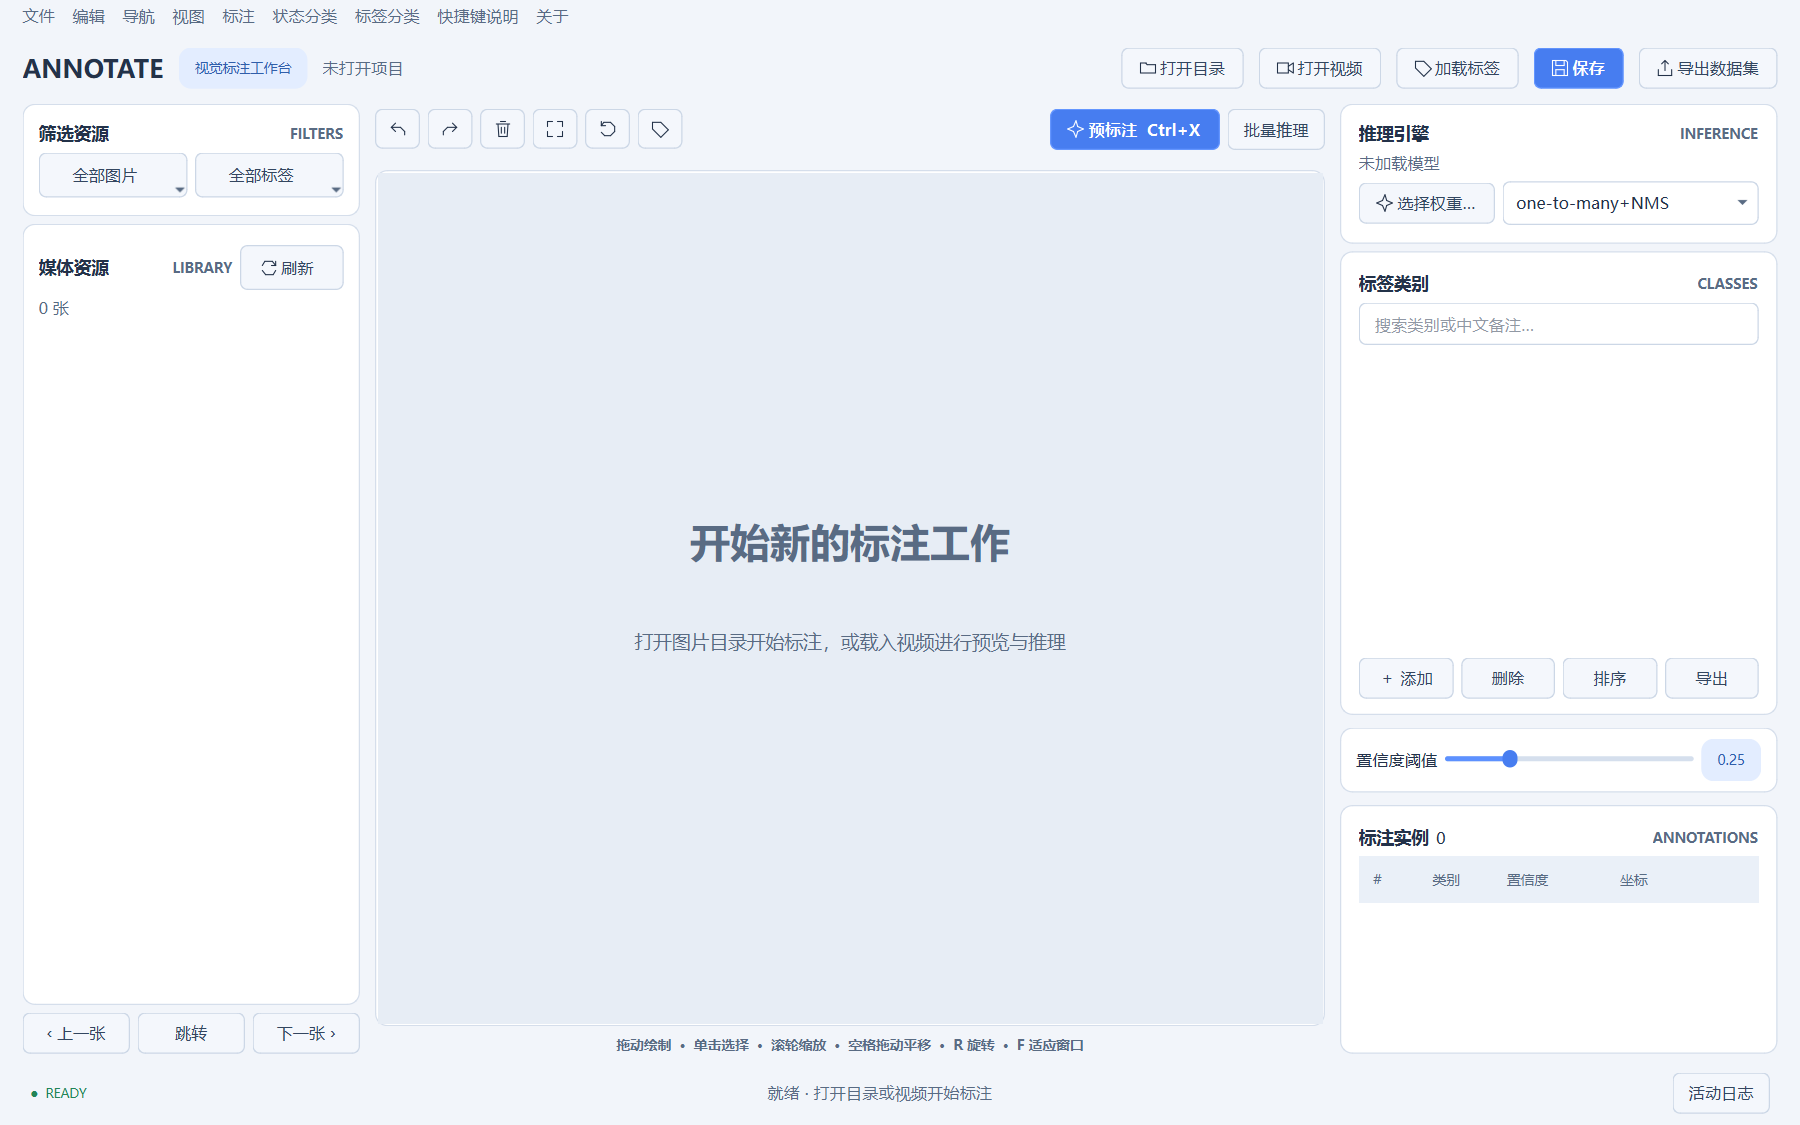 文件 编辑 导航 视图 标注 状态分类 标签分类 快捷键说明 关于
ANNOTATE 视觉标注工作台 未打开项目 打开目录 打开视频 加载标签 保存 导出数据集
筛选资源 FILTERS
全部图片 全部标签
媒体资源 LIBRARY 刷新
0 张
‹ 上一张 跳转 下一张 ›
预标注 Ctrl+X 批量推理
开始新的标注工作
打开图片目录开始标注，或载入视频进行预览与推理
拖动绘制 • 单击选择 • 滚轮缩放 • 空格拖动平移 • R 旋转 • F 适应窗口
推理引擎 INFERENCE
未加载模型
选择权重... one-to-many+NMS
标签类别 CLASSES
搜索类别或中文备注...
+ 添加 删除 排序 导出
置信度阈值 0.25
标注实例 0 ANNOTATIONS
# 类别 置信度 坐标
● READY 就绪 · 打开目录或视频开始标注 活动日志